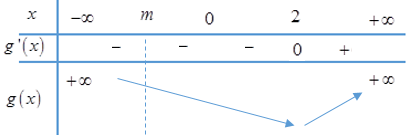 x −∞ m 0 2 +∞
g'(x) − − − 0 +
+∞ +∞
g(x)